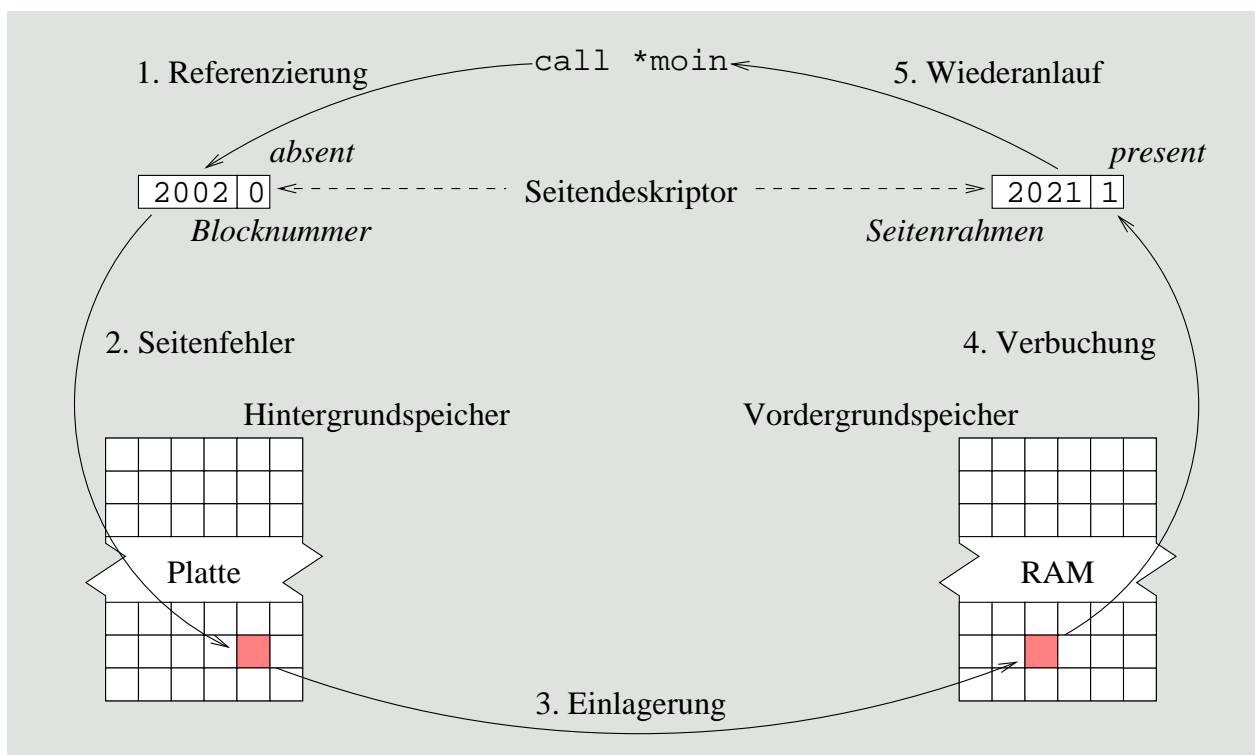 1. Referenzierung
call *moin
5. Wiederanlauf
absent
present
2002 0
Seitendeskriptor
2021 1
Blocknummer
Seitenrahmen
2. Seitenfehler
4. Verbuchung
Hintergrundspeicher
Vordergrundspeicher
Platte
RAM
3. Einlagerung